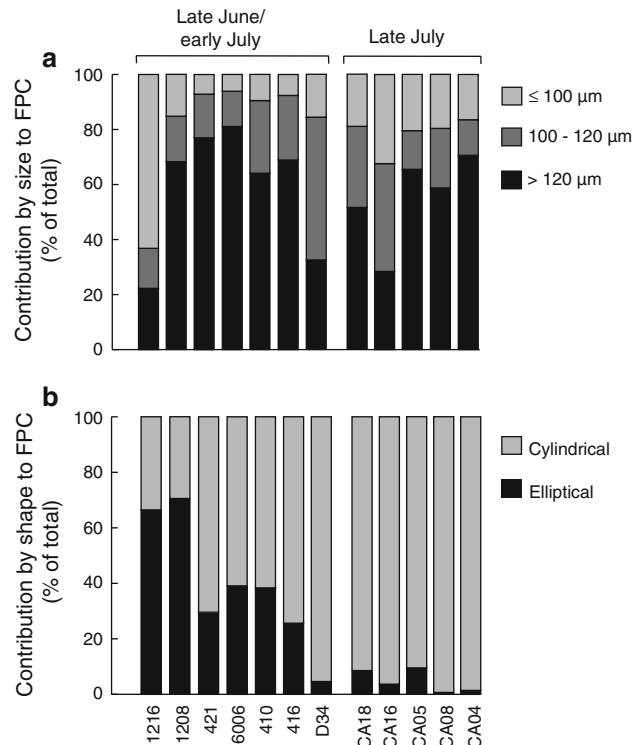 Late June/
early July
Late July
a
100
80
60
40
20
0
Contribution by size to FPC
(% of total)
≤ 100 µm
100 - 120 µm
> 120 µm
b
100
80
60
40
20
0
Contribution by shape to FPC
(% of total)
Cylindrical
Elliptical
1216
1208
421
6006
410
416
D34
CA18
CA16
CA05
CA08
CA04